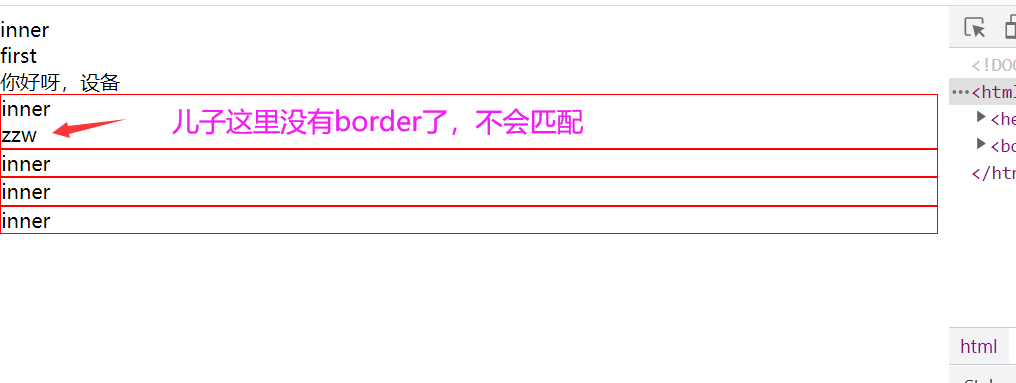 inner
first
你好呀，设备
inner
zzw
儿子这里没有border了，不会匹配
inner
inner
inner
<!DOC
<html
<he
<bo
</htm
html